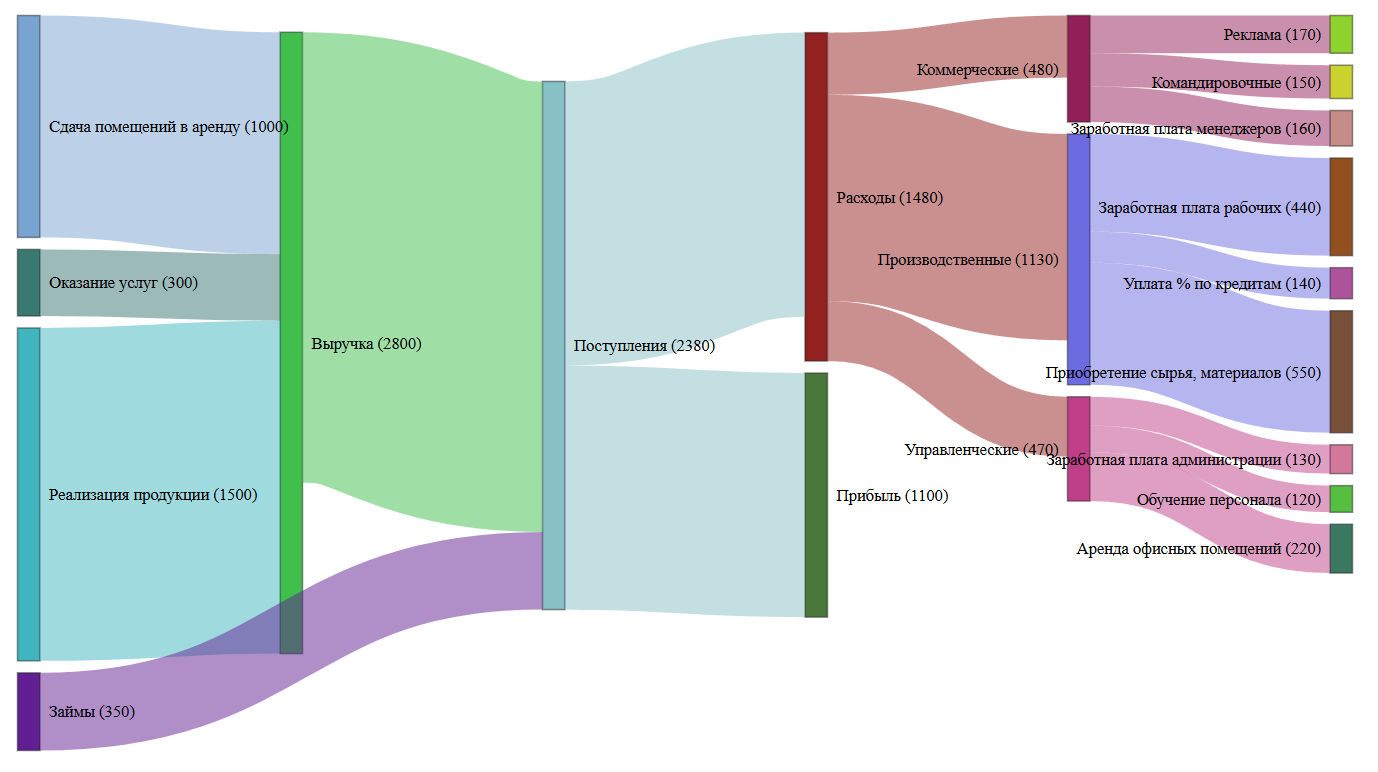 Сдача помещений в аренду (1000)
Оказание услуг (300)
Реализация продукции (1500)
Займы (350)
Выручка (2800)
Поступления (2380)
Расходы (1480)
Прибыль (1100)
Коммерческие (480)
Производственные (1130)
Управленческие (470)
Реклама (170)
Командировочные (150)
Заработная плата менеджеров (160)
Заработная плата рабочих (440)
Уплата % по кредитам (140)
Приобретение сырья, материалов (550)
Заработная плата администрации (130)
Обучение персонала (120)
Аренда офисных помещений (220)